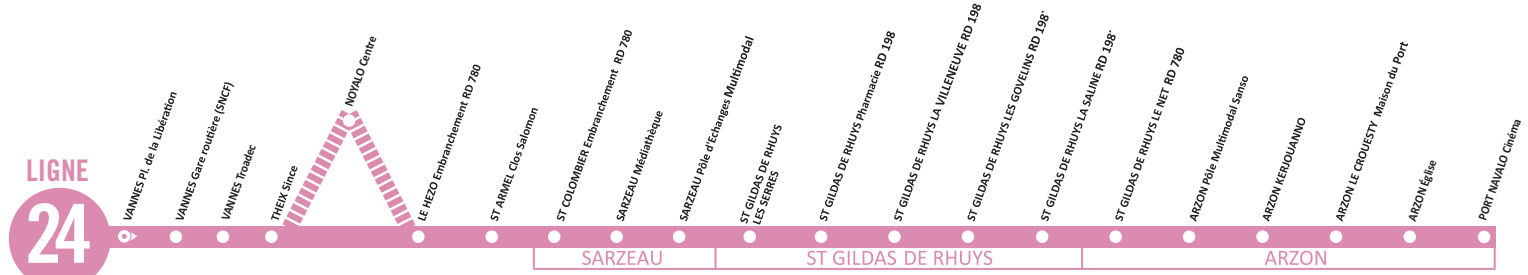 LIGNE
24
VANNES Pl. de la Libération
VANNES Gare routière (SNCF)
VANNES Troadec
THEIX Since
NOYALO Centre
LE HEZO Embranchement RD 780
ST ARMEL Clos Salomon
ST COLOMBIER Embranchement RD 780
SARZEAU Médiathèque
SARZEAU Pôle d'Echanges Multimodal
ST GILDAS DE RHUYS
LES SERRES
ST GILDAS DE RHUYS Pharmacie RD 198
ST GILDAS DE RHUYS LA VILLENEUVE RD 198
ST GILDAS DE RHUYS LES GOVELINS RD 198*
ST GILDAS DE RHUYS LA SALINE RD 198*
ST GILDAS DE RHUYS LE NET RD 780
ARZON Pôle Multimodal Sanso
ARZON KERJOUANNO
ARZON LE CROUESTY Maison du Port
ARZON Église
PORT NAVALO Cinéma
SARZEAU
ST GILDAS DE RHUYS
ARZON